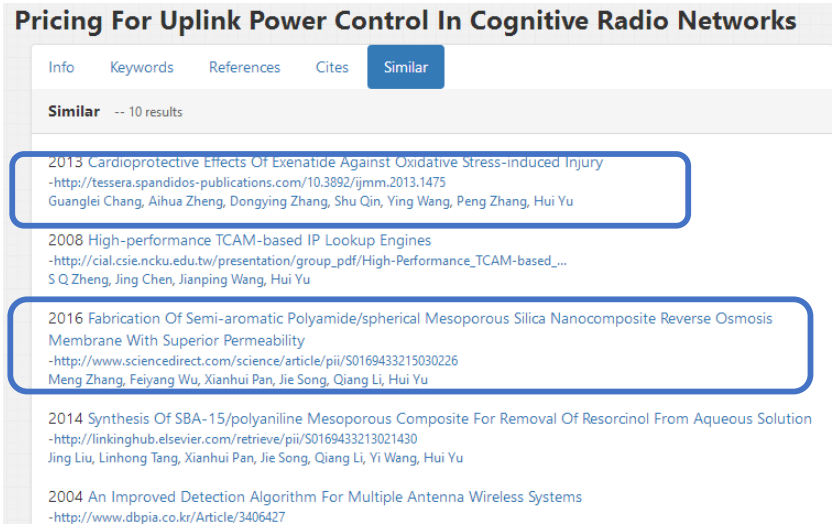 Pricing For Uplink Power Control In Cognitive Radio Networks
Info Keywords References Cites Similar
Similar -- 10 results
2013 Cardioprotective Effects Of Exenatide Against Oxidative Stress-induced Injury
-http://tessera.spandidos-publications.com/10.3892/ijmm.2013.1475
Guanglei Chang, Aihua Zheng, Dongying Zhang, Shu Qin, Ying Wang, Peng Zhang, Hui Yu
2008 High-performance TCAM-based IP Lookup Engines
-http://cial.csie.ncku.edu.tw/presentation/group_pdf/High-Performance_TCAM-based_...
S Q Zheng, Jing Chen, Jianping Wang, Hui Yu
2016 Fabrication Of Semi-aromatic Polyamide/spherical Mesoporous Silica Nanocomposite Reverse Osmosis
Membrane With Superior Permeability
-http://www.sciencedirect.com/science/article/pii/S0169433215030226
Meng Zhang, Feiyang Wu, Xianhui Pan, Jie Song, Qiang Li, Hui Yu
2014 Synthesis Of SBA-15/polyaniline Mesoporous Composite For Removal Of Resorcinol From Aqueous Solution
-http://linkinghub.elsevier.com/retrieve/pii/S0169433213021430
Jing Liu, Linhong Tang, Xianhui Pan, Jie Song, Qiang Li, Yi Wang, Hui Yu
2004 An Improved Detection Algorithm For Multiple Antenna Wireless Systems
-http://www.dbpia.co.kr/Article/3406427